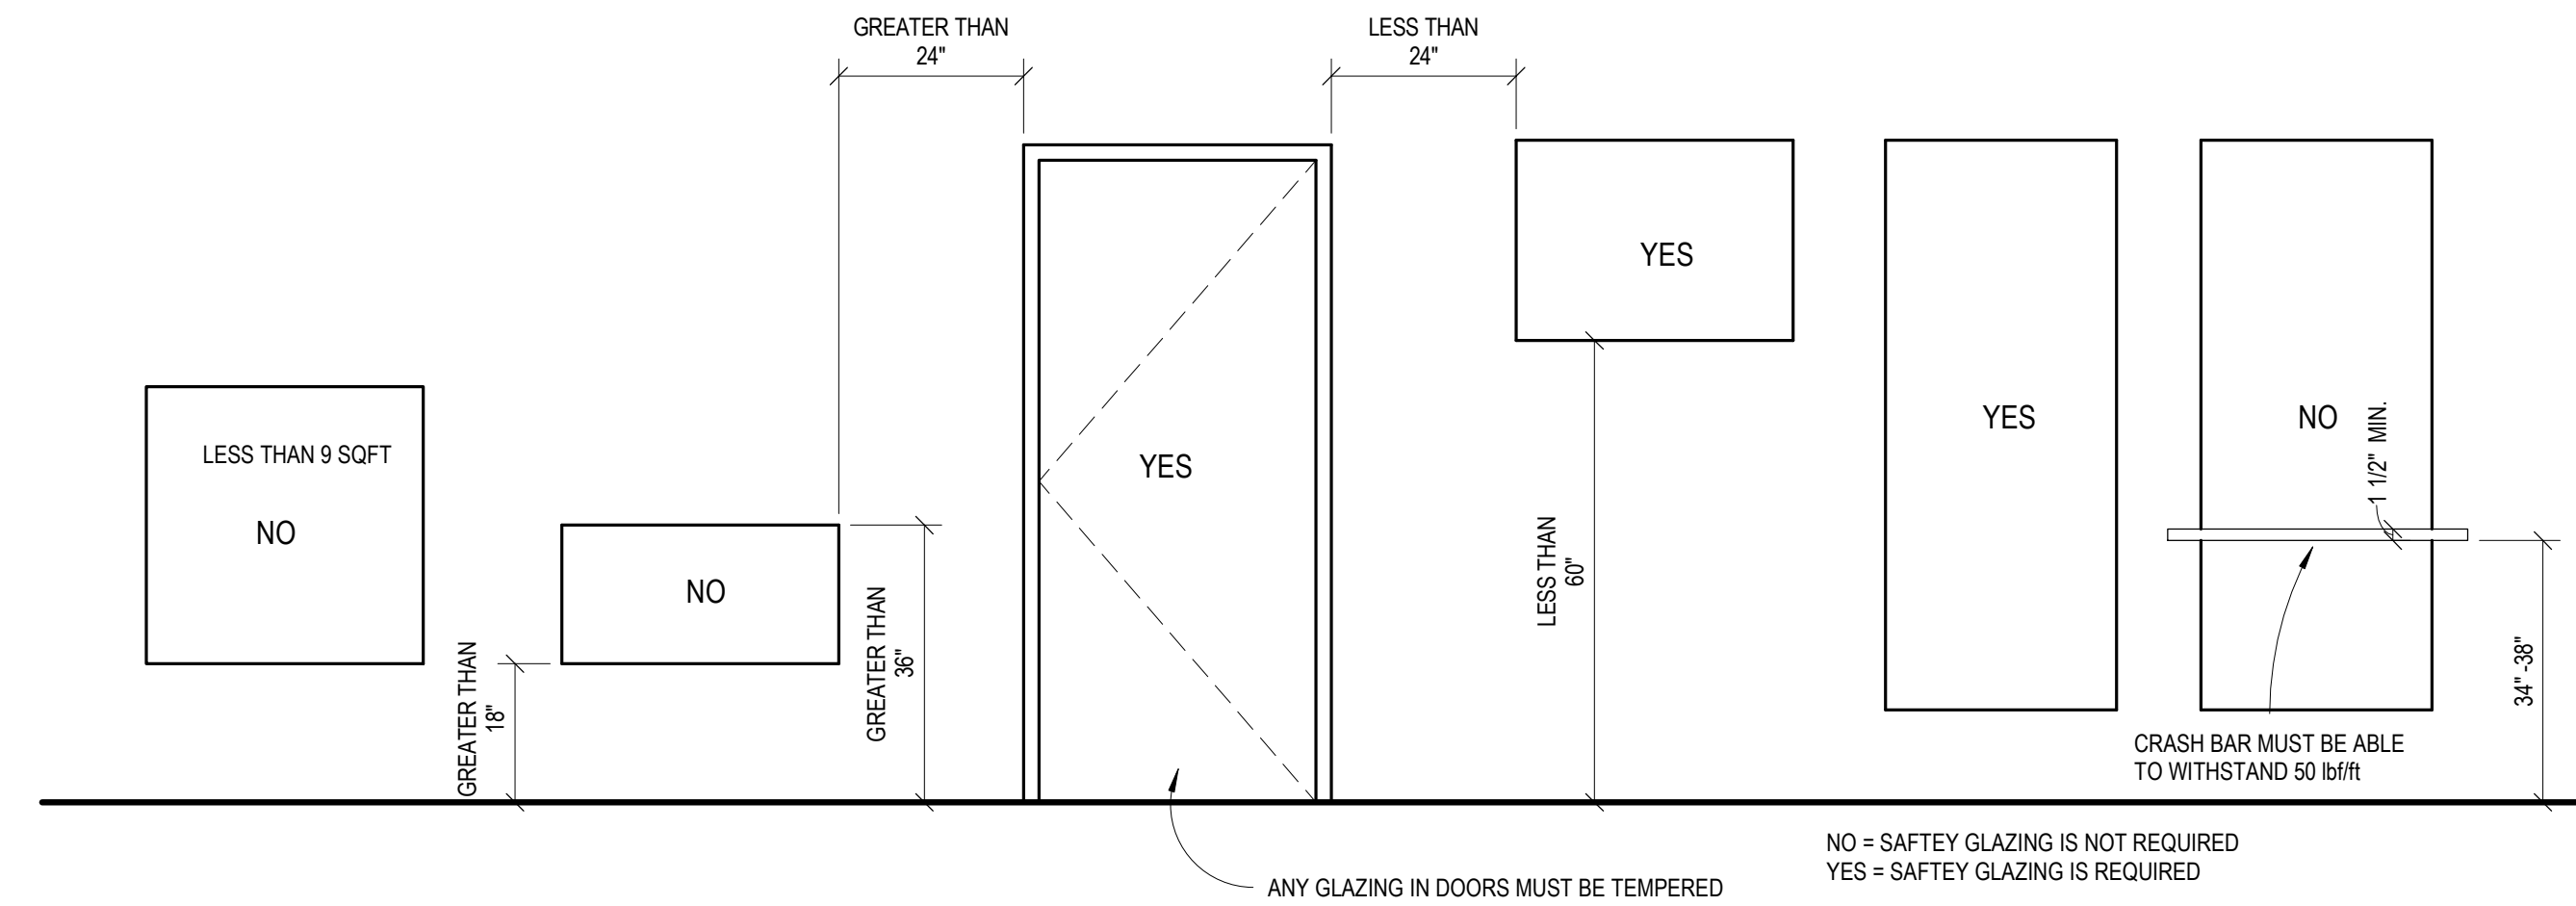 GREATER THAN
24"
LESS THAN
24"
LESS THAN 9 SQFT
NO
GREATER THAN
18"
NO
GREATER THAN
36"
YES
YES
LESS THAN
60"
YES
NO
1 1/2" MIN.
34" -38"
CRASH BAR MUST BE ABLE
TO WITHSTAND 50 lbf/ft
ANY GLAZING IN DOORS MUST BE TEMPERED
NO = SAFTEY GLAZING IS NOT REQUIRED
YES = SAFTEY GLAZING IS REQUIRED